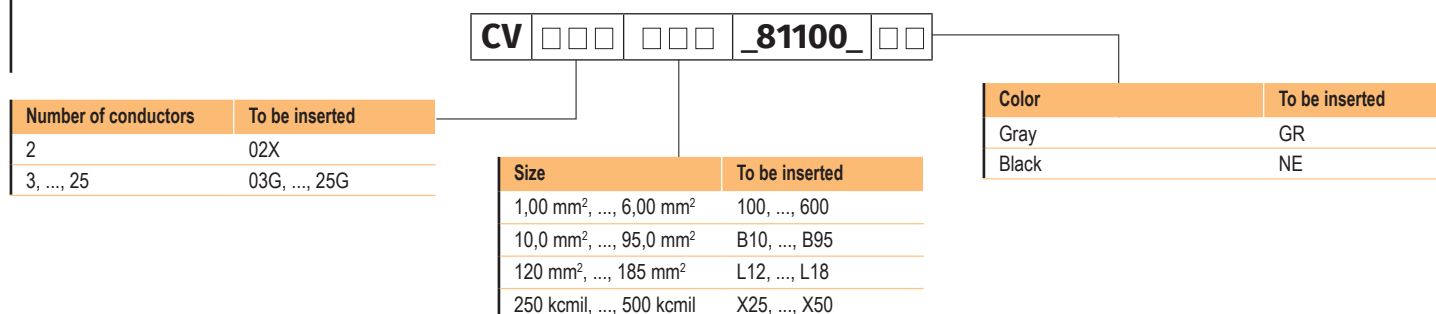 CV □□□ □□□ _81100_ □□
Number of conductors To be inserted
2 02X
3, ..., 25 03G, ..., 25G
Size To be inserted
1,00 mm², ..., 6,00 mm² 100, ..., 600
10,0 mm², ..., 95,0 mm² B10, ..., B95
120 mm², ..., 185 mm² L12, ..., L18
250 kcmil, ..., 500 kcmil X25, ..., X50
Color To be inserted
Gray GR
Black NE